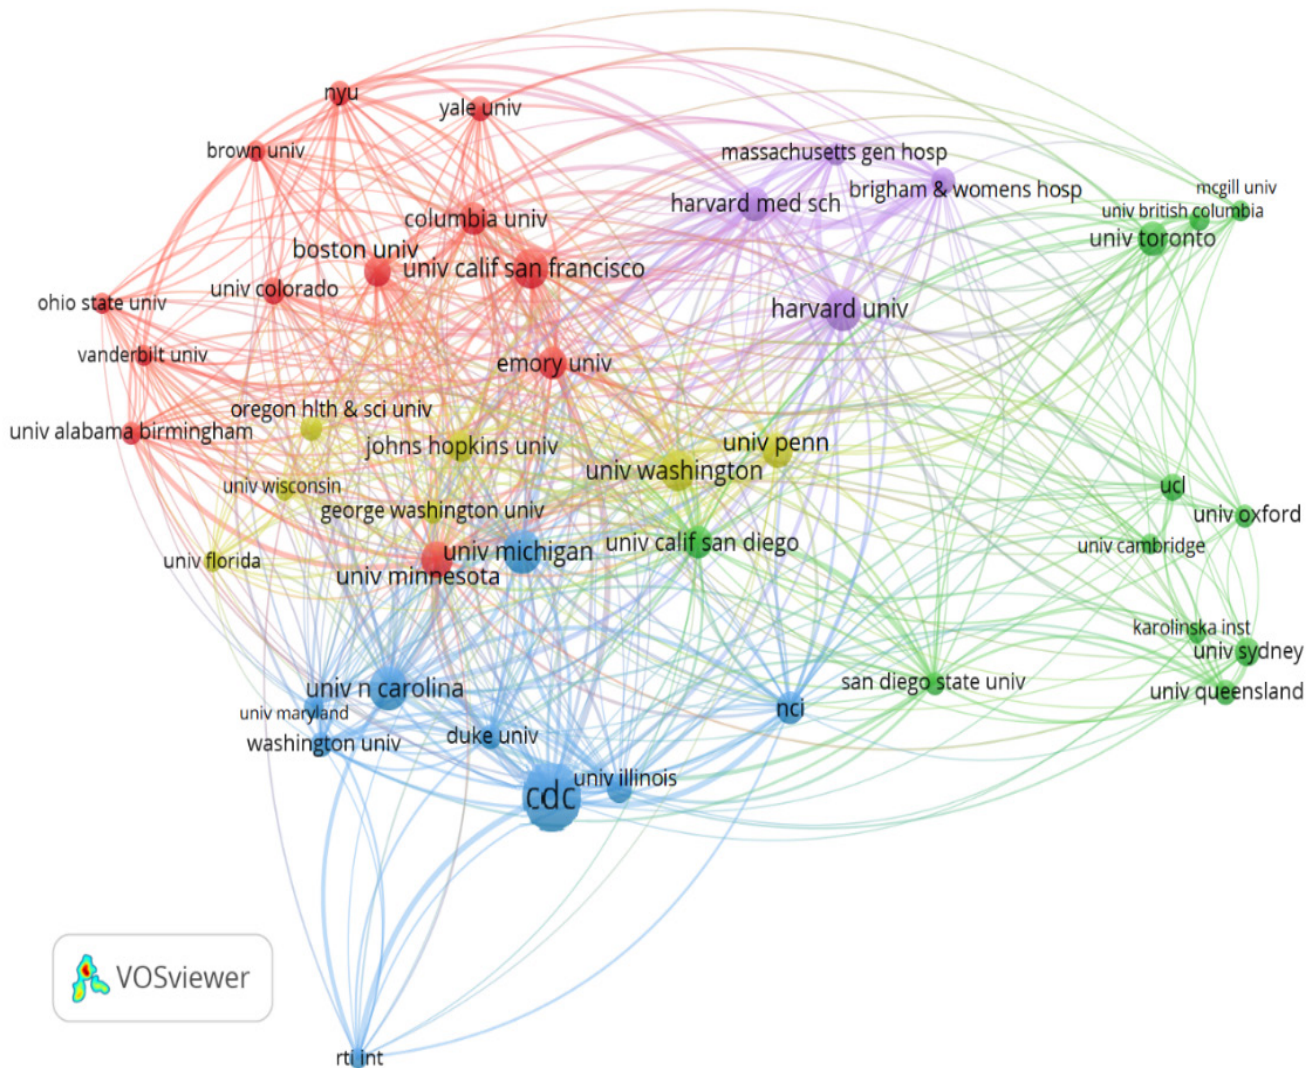 nyu
yale univ
brown univ
massachusetts gen hosp
brigham & womens hosp
mcgill univ
harvard med sch
univ british columbia
columbia univ
univ toronto
boston univ
univ calif san francisco
univ colorado
ohio state univ
harvard univ
vanderbilt univ
emory univ
oregon hlth & sci univ
univ alabama birmingham
johns hopkins univ
univ penn
univ washington
univ wisconsin
ucl
george washington univ
univ oxford
univ calif san diego
univ cambridge
univ michigan
univ florida
univ minnesota
karolinska inst
univ sydney
san diego state univ
univ n carolina
univ queensland
nci
univ maryland
duke univ
washington univ
univ illinois
cdc
VOSviewer
rti int